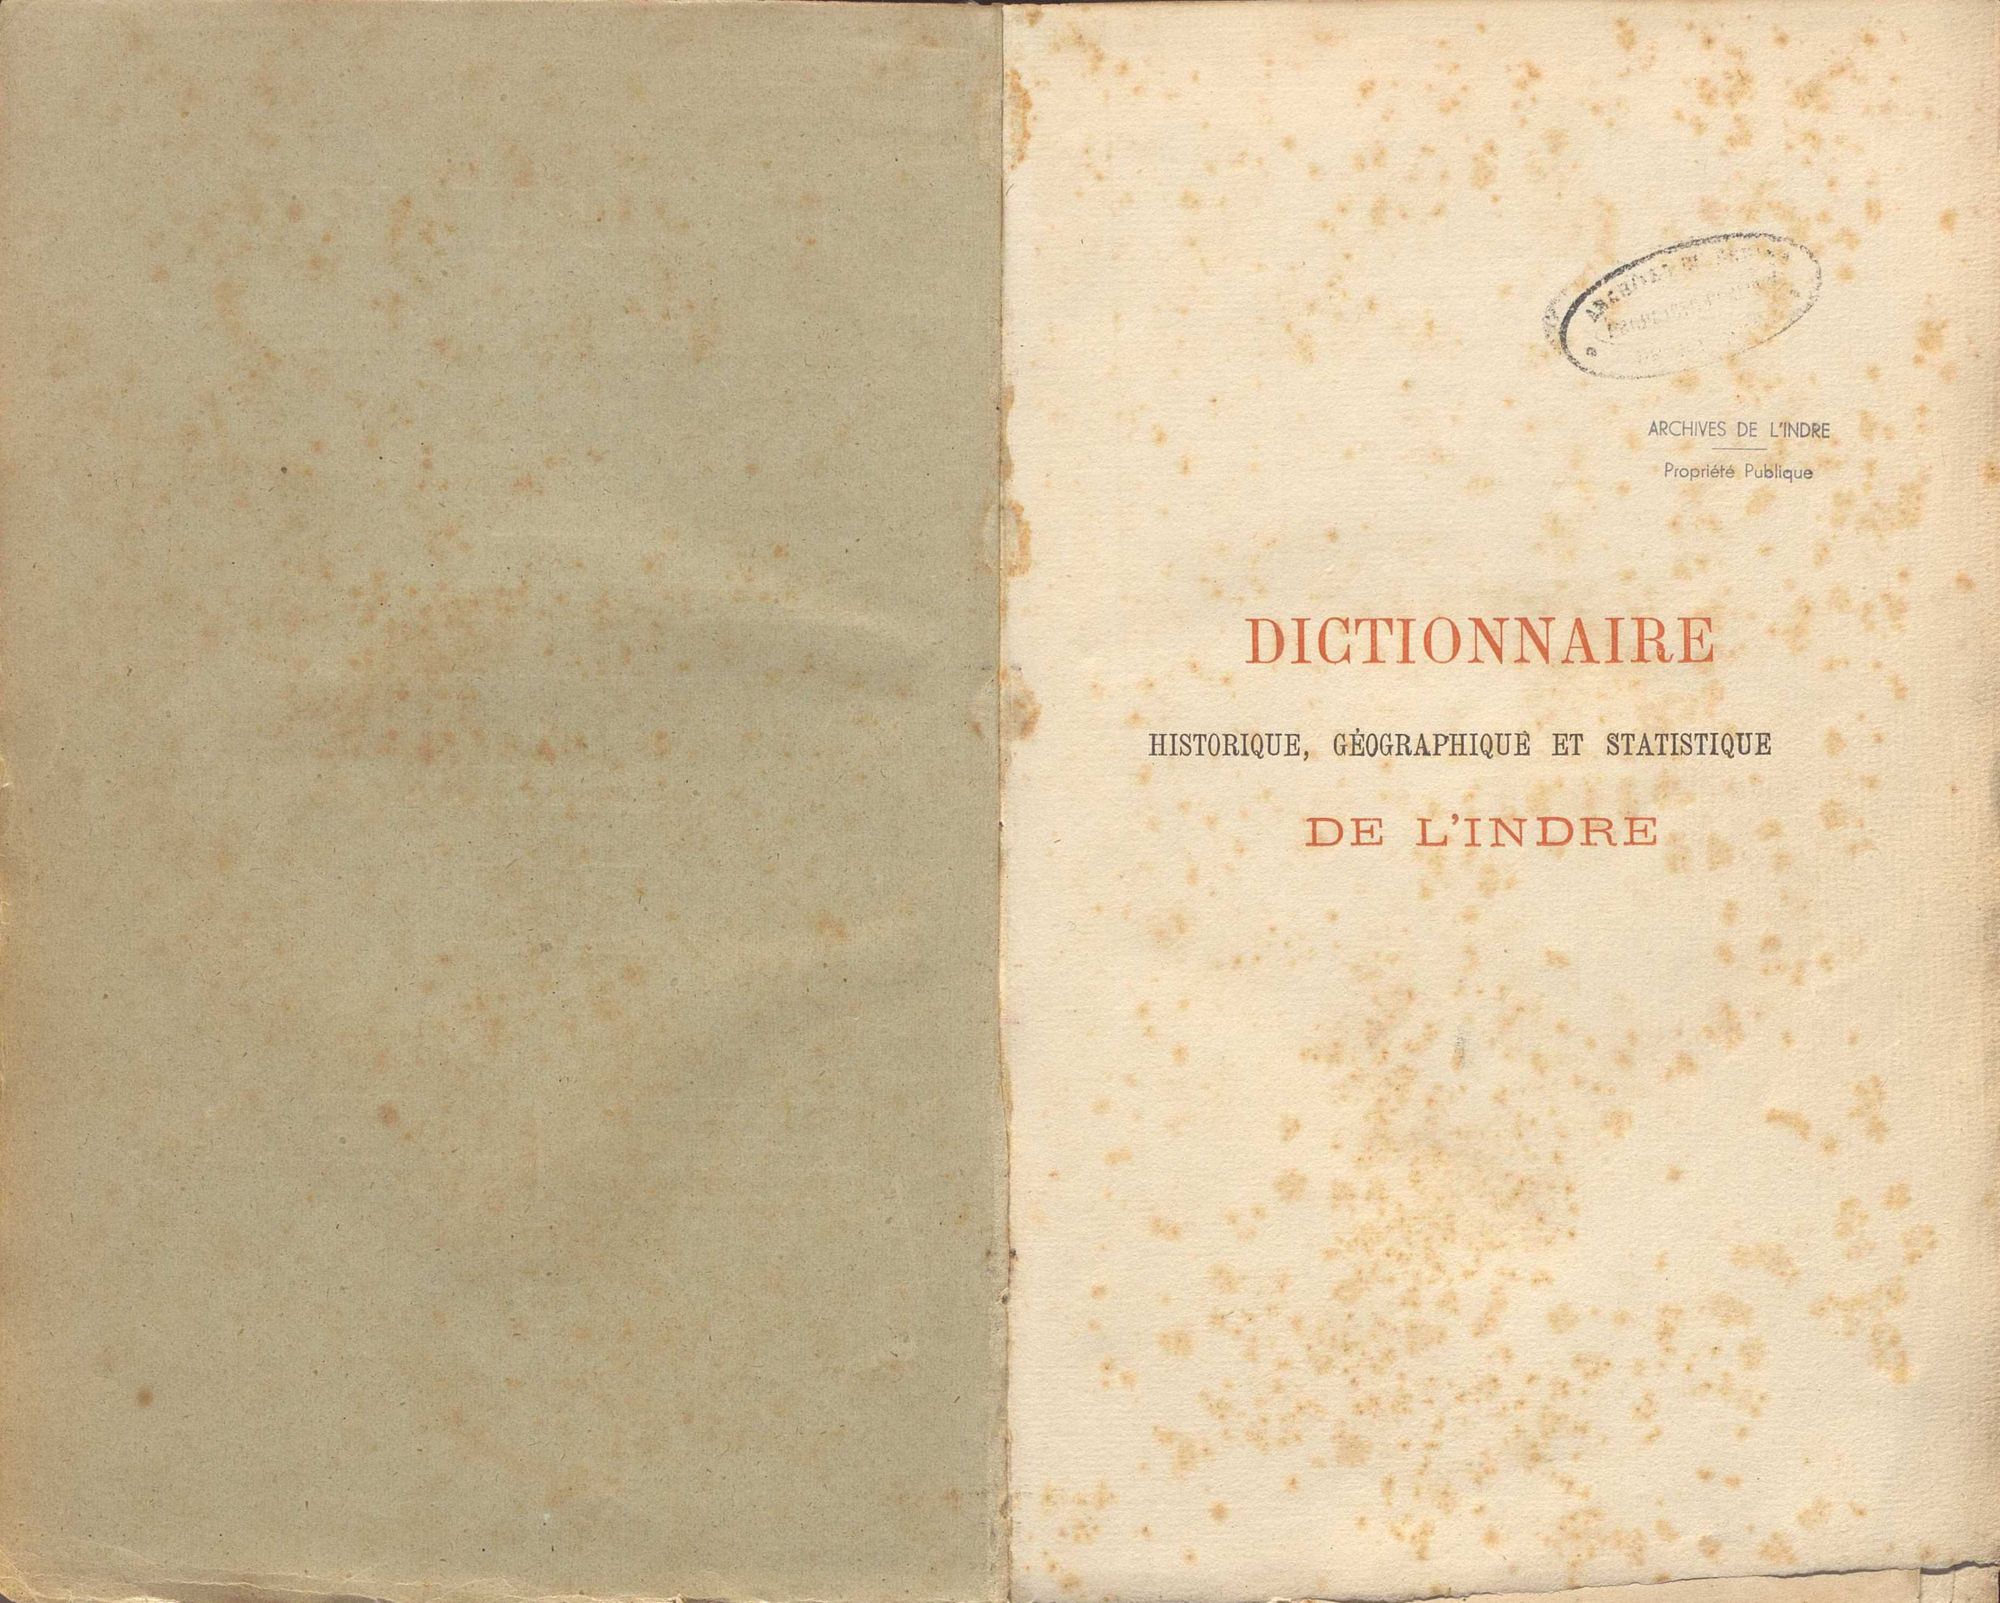 ARCHIVES DE L'INDRE
Propriété Publique
DICTIONNAIRE
HISTORIQUE, GÉOGRAPHIQUE ET STATISTIQUE
DE L'INDRE